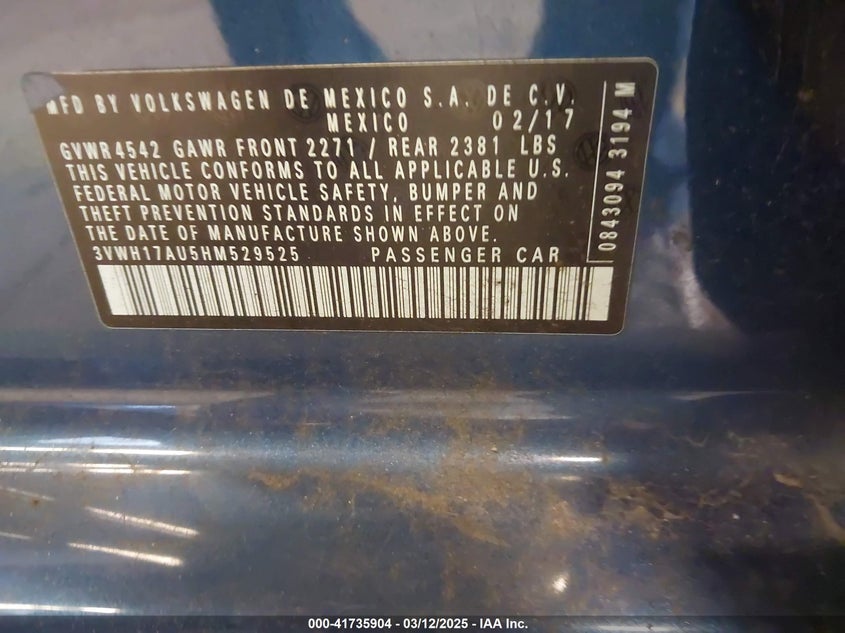 MFD BY VOLKSWAGEN DE MEXICO S.A. DE C.V.
MEXICO 02/17
GVWR 4542 GAWR FRONT 2271 / REAR 2381 LBS
THIS VEHICLE CONFORMS TO ALL APPLICABLE U.S.
FEDERAL MOTOR VEHICLE SAFETY, BUMPER AND
THEFT PREVENTION STANDARDS IN EFFECT ON
THE DATE OF MANUFACTURE SHOWN ABOVE.
3VWH17AU5HM529525 PASSENGER CAR
0843094 3194 M
000-41735904 - 03/12/2025 - IAA Inc.